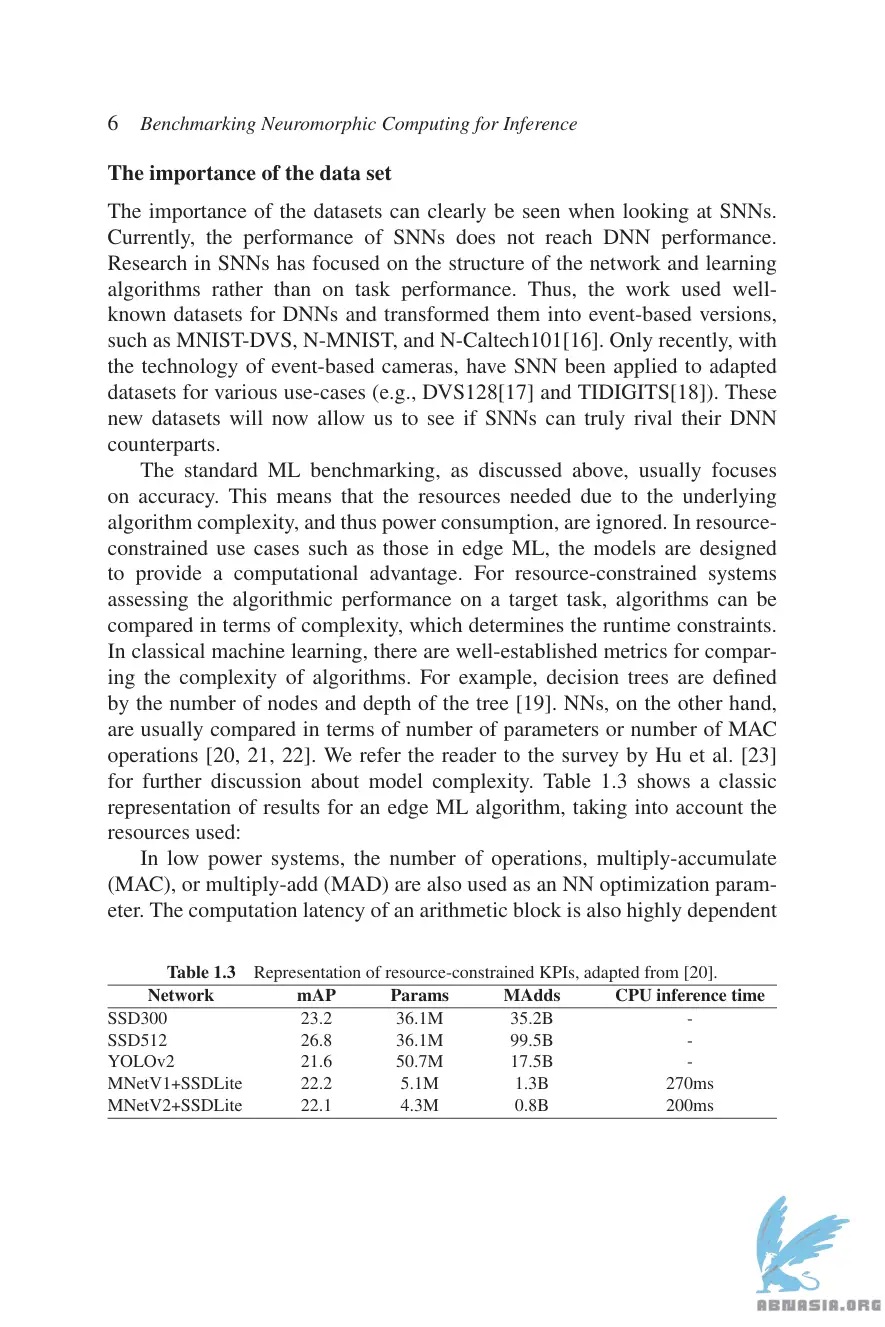 6 Benchmarking Neuromorphic Computing for Inference
The importance of the data set
The importance of the datasets can clearly be seen when looking at SNNs.
Currently, the performance of SNNs does not reach DNN performance.
Research in SNNs has focused on the structure of the network and learning
algorithms rather than on task performance. Thus, the work used well-
known datasets for DNNs and transformed them into event-based versions,
such as MNIST-DVS, N-MNIST, and N-Caltech101[16]. Only recently, with
the technology of event-based cameras, have SNN been applied to adapted
datasets for various use-cases (e.g., DVS128[17] and TIDIGITS[18]). These
new datasets will now allow us to see if SNNs can truly rival their DNN
counterparts.
The standard ML benchmarking, as discussed above, usually focuses
on accuracy. This means that the resources needed due to the underlying
algorithm complexity, and thus power consumption, are ignored. In resource-
constrained use cases such as those in edge ML, the models are designed
to provide a computational advantage. For resource-constrained systems
assessing the algorithmic performance on a target task, algorithms can be
compared in terms of complexity, which determines the runtime constraints.
In classical machine learning, there are well-established metrics for compar-
ing the complexity of algorithms. For example, decision trees are defined
by the number of nodes and depth of the tree [19]. NNs, on the other hand,
are usually compared in terms of number of parameters or number of MAC
operations [20, 21, 22]. We refer the reader to the survey by Hu et al. [23]
for further discussion about model complexity. Table 1.3 shows a classic
representation of results for an edge ML algorithm, taking into account the
resources used:
In low power systems, the number of operations, multiply-accumulate
(MAC), or multiply-add (MAD) are also used as an NN optimization param-
eter. The computation latency of an arithmetic block is also highly dependent
Table 1.3 Representation of resource-constrained KPIs, adapted from [20].
Network mAP Params MAdds CPU inference time
SSD300 23.2 36.1M 35.2B -
SSD512 26.8 36.1M 99.5B -
YOLOv2 21.6 50.7M 17.5B -
MNetV1+SSDLite 22.2 5.1M 1.3B 270ms
MNetV2+SSDLite 22.1 4.3M 0.8B 200ms
ABNASIA.ORG